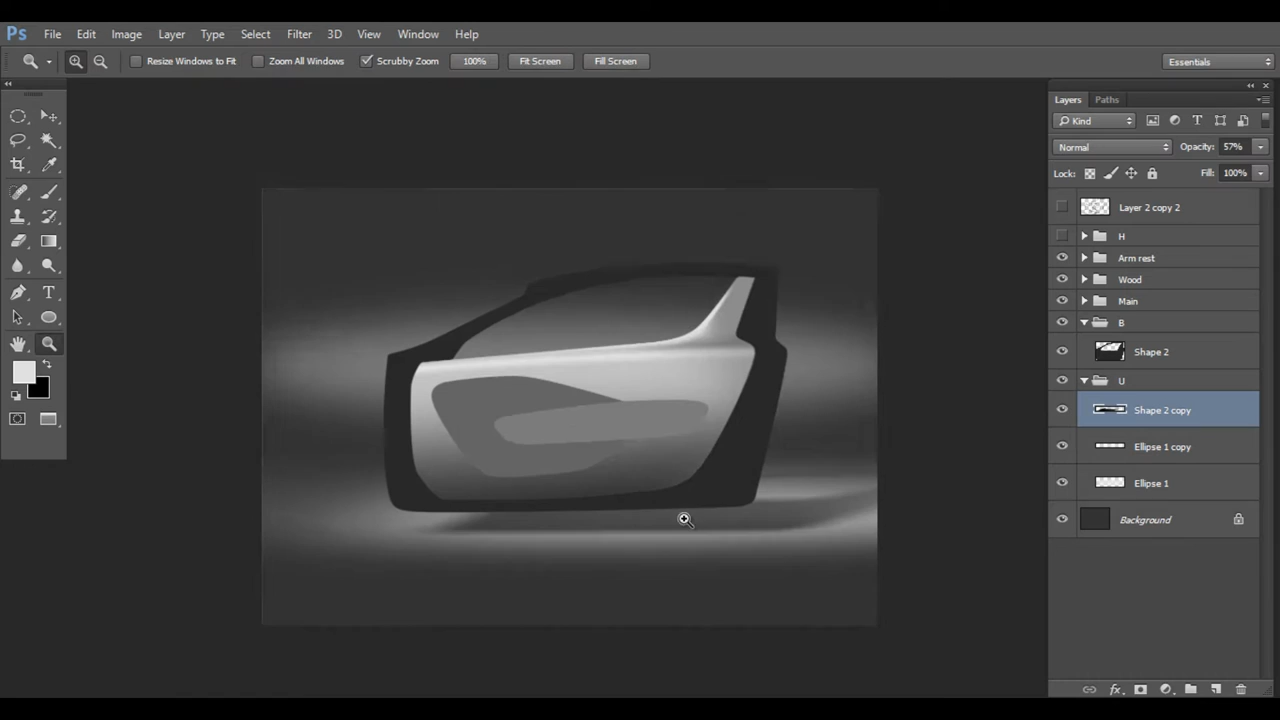 Ps File Edit Image Layer Type Select Filter 3D View Window Help
Resize Windows to Fit Zoom All Windows Scrubby Zoom 100% Fit Screen Fill Screen Essentials
Layers Paths
Kind
Normal Opacity: 57%
Lock: Fill: 100%
Layer 2 copy 2
H
Arm rest
Wood
Main
B
Shape 2
U
Shape 2 copy
Ellipse 1 copy
Ellipse 1
Background